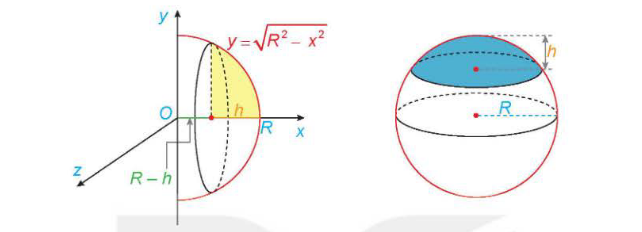 y
y = √R² – x²
O
h
R
x
z
R – h
h
R